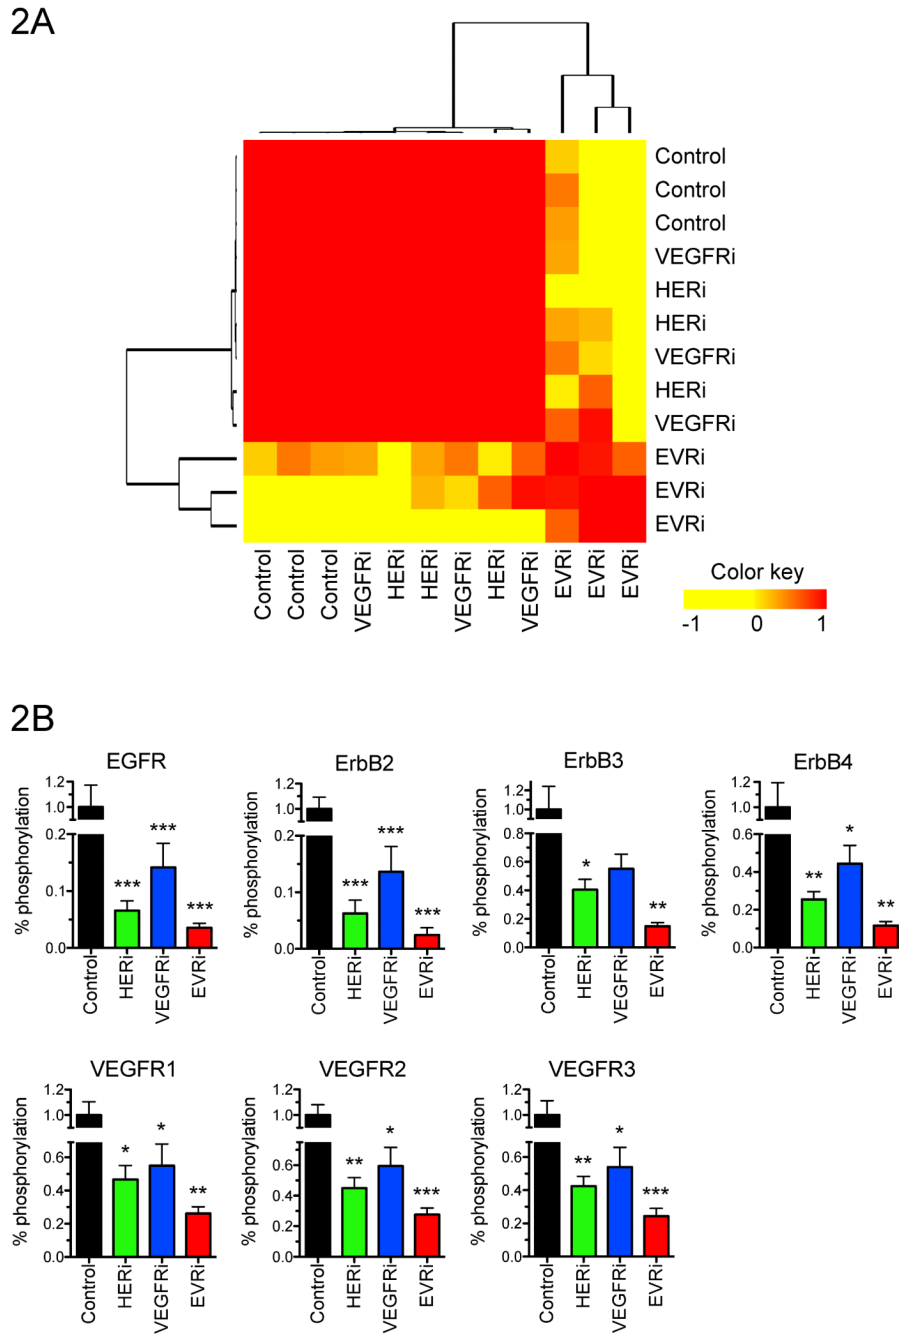 2A
Control
Control
Control
VEGFRi
HERi
HERi
VEGFRi
HERi
VEGFRi
EVRi
EVRi
EVRi
Control
Control
Control
VEGFRi
HERi
HERi
VEGFRi
HERi
VEGFRi
EVRi
EVRi
EVRi
Color key
-1 0 1
2B
EGFR
% phosphorylation
1.2
1.0
0.2
0.1
0.0
***
***
***
Control
HERi
VEGFRi
EVRi
ErbB2
% phosphorylation
1.2
1.0
0.2
0.1
0.0
***
***
***
Control
HERi
VEGFRi
EVRi
ErbB3
% phosphorylation
1.2
1.0
0.8
0.6
0.4
0.2
0.0
*
**
Control
HERi
VEGFRi
EVRi
ErbB4
% phosphorylation
1.2
1.0
0.6
0.4
0.2
0.0
**
*
**
Control
HERi
VEGFRi
EVRi
VEGFR1
% phosphorylation
1.2
1.0
0.6
0.4
0.2
0.0
*
*
**
Control
HERi
VEGFRi
EVRi
VEGFR2
% phosphorylation
1.2
1.0
0.6
0.4
0.2
0.0
**
*
***
Control
HERi
VEGFRi
EVRi
VEGFR3
% phosphorylation
1.2
1.0
0.6
0.4
0.2
0.0
**
*
***
Control
HERi
VEGFRi
EVRi